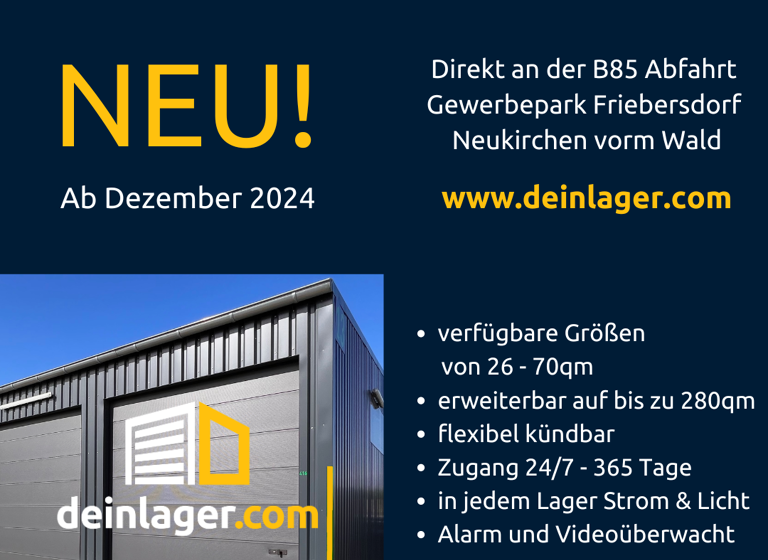 NEU!
Ab Dezember 2024
Direkt an der B85 Abfahrt
Gewerbepark Friebersdorf
Neukirchen vorm Wald
www.deinlager.com
deinlager.com
• verfügbare Größen
von 26 - 70qm
• erweiterbar auf bis zu 280qm
• flexibel kündbar
• Zugang 24/7 - 365 Tage
• in jedem Lager Strom & Licht
• Alarm und Videoüberwacht